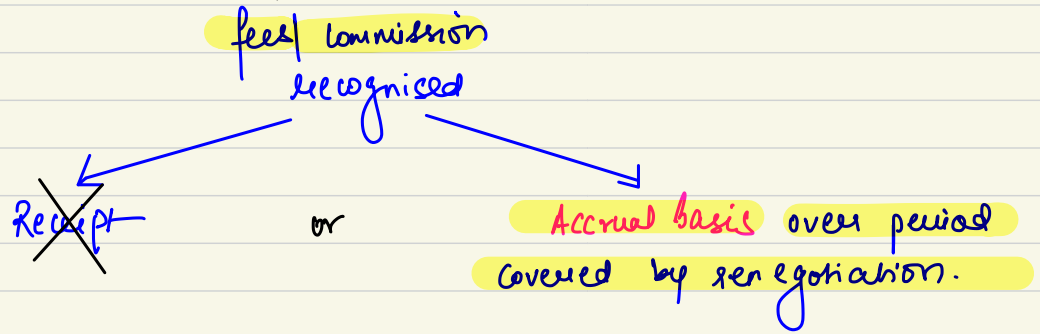 fees/ commission
recognised
Receipt or Accrual basis over period
covered by renegotiation.